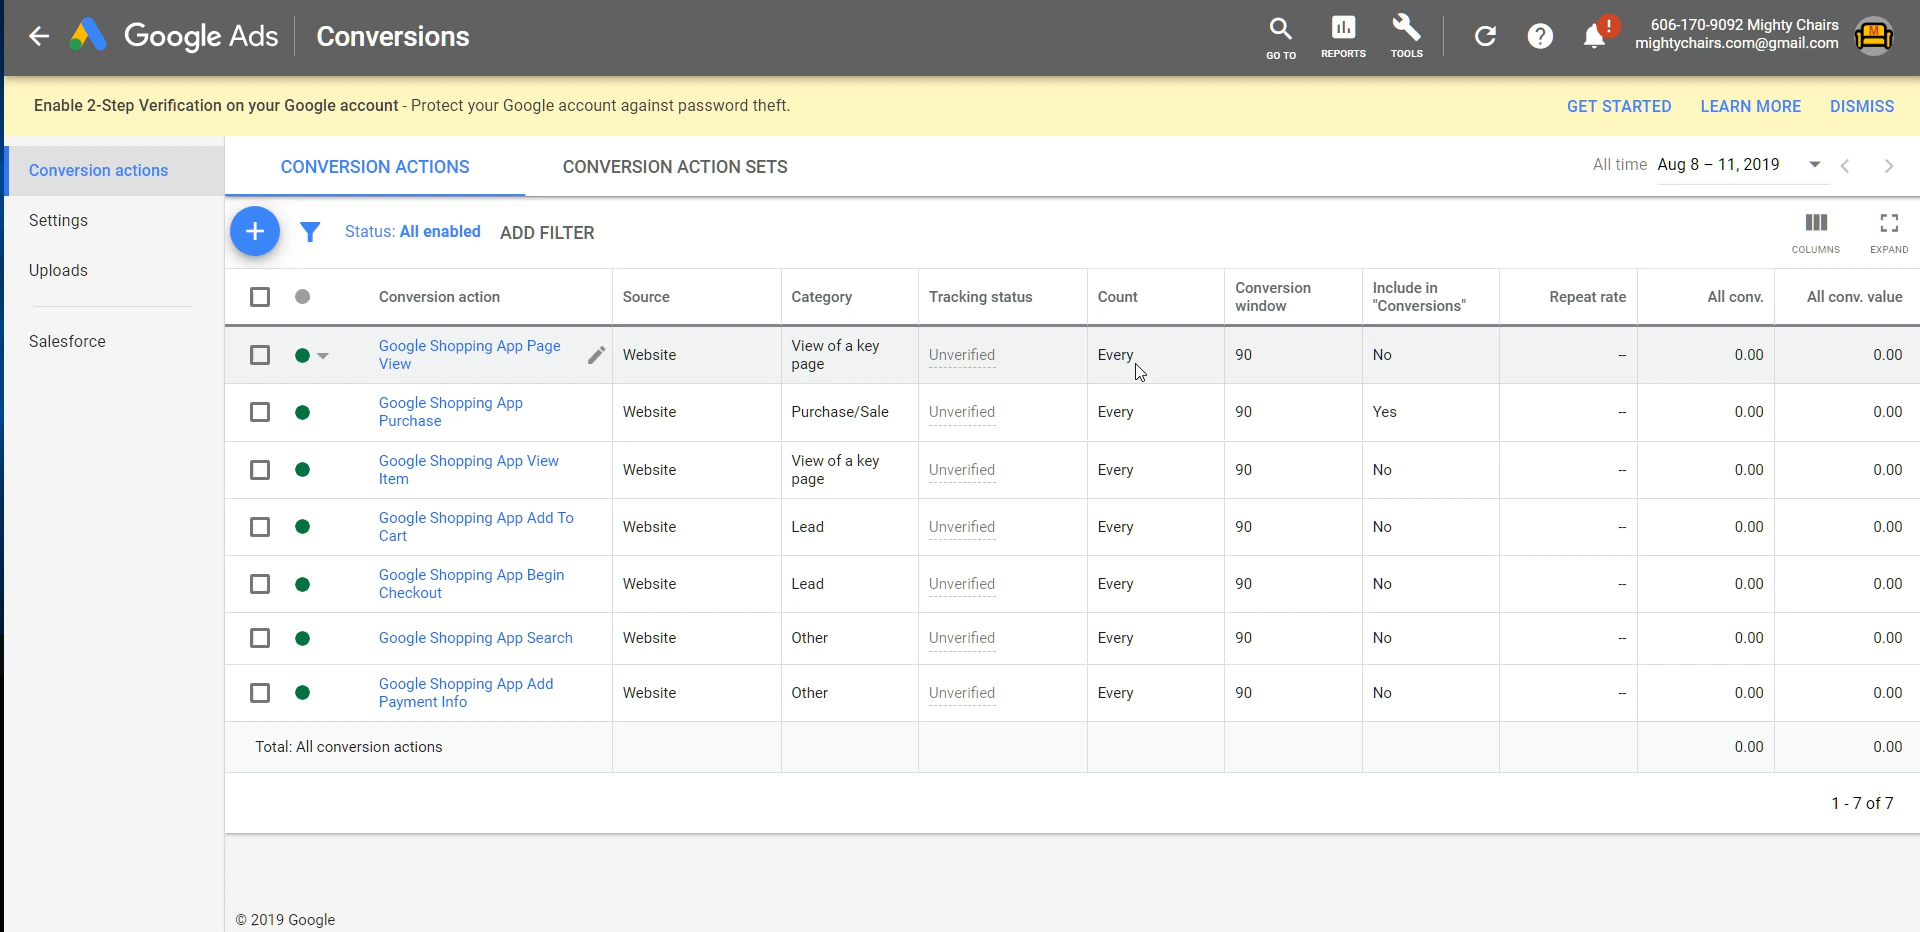 Google Ads
Conversions
GO TO
REPORTS
TOOLS
!
606-170-9092 Mighty Chairs
mightychairs.com@gmail.com
M
Enable 2-Step Verification on your Google account - Protect your Google account against password theft.
GET STARTED
LEARN MORE
DISMISS
Conversion actions
Settings
Uploads
Salesforce
CONVERSION ACTIONS
CONVERSION ACTION SETS
All time Aug 8 – 11, 2019
Status: All enabled
ADD FILTER
COLUMNS
EXPAND
Conversion action
Source
Category
Tracking status
Count
Conversion
window
Include in
"Conversions"
Repeat rate
All conv.
All conv. value
Google Shopping App Page
View
Website
View of a key
page
Unverified
Every
90
No
--
0.00
0.00
Google Shopping App
Purchase
Website
Purchase/Sale
Unverified
Every
90
Yes
--
0.00
0.00
Google Shopping App View
Item
Website
View of a key
page
Unverified
Every
90
No
--
0.00
0.00
Google Shopping App Add To
Cart
Website
Lead
Unverified
Every
90
No
--
0.00
0.00
Google Shopping App Begin
Checkout
Website
Lead
Unverified
Every
90
No
--
0.00
0.00
Google Shopping App Search
Website
Other
Unverified
Every
90
No
--
0.00
0.00
Google Shopping App Add
Payment Info
Website
Other
Unverified
Every
90
No
--
0.00
0.00
Total: All conversion actions
0.00
0.00
1 - 7 of 7
© 2019 Google